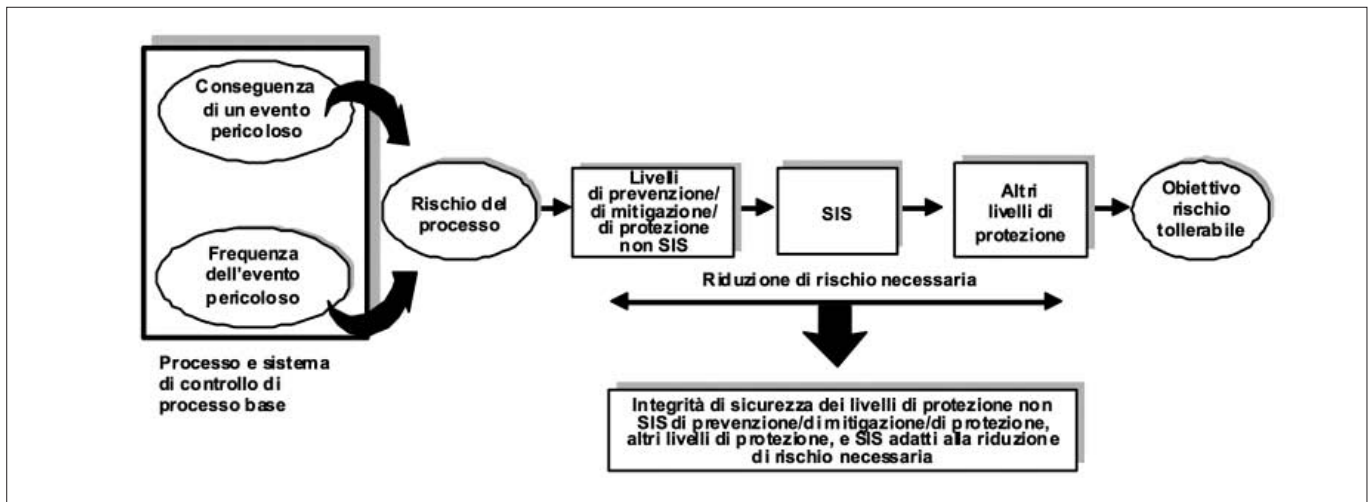 Conseguenza
di un evento
pericoloso
Frequenza
dell'evento
pericoloso
Processo e sistema
di controllo di
processo base
Rischio del
processo
Livelli
di prevenzione/
di mitigazione/
di protezione
non SIS
SIS
Altri
livelli di
protezione
Obiettivo
rischio
tollerabile
Riduzione di rischio necessaria
Integrità di sicurezza dei livelli di protezione non
SIS di prevenzione/di mitigazione/di protezione,
altri livelli di protezione, e SIS adatti alla riduzione
di rischio necessaria